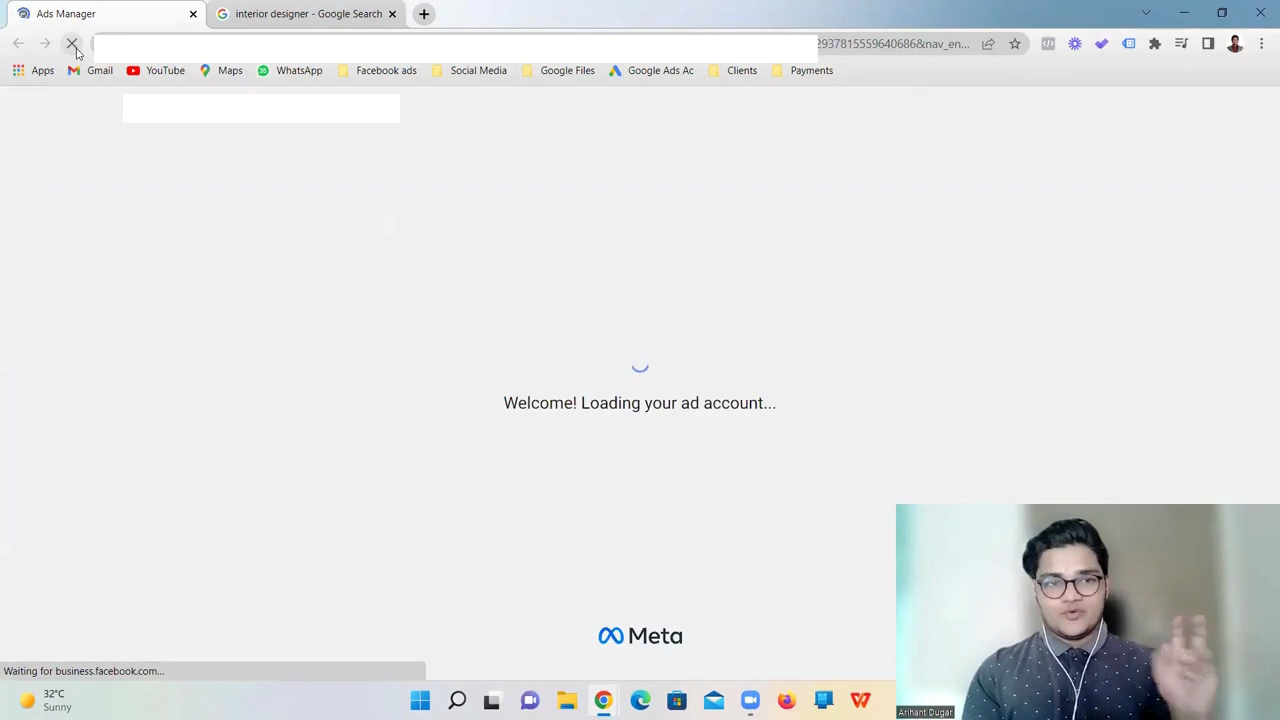 Ads Manager
interior designer - Google Search
2937815559640686&nav_en...
Apps
Gmail
YouTube
Maps
WhatsApp
Facebook ads
Social Media
Google Files
Google Ads Ac
Clients
Payments
Welcome! Loading your ad account...
Meta
Waiting for business.facebook.com...
32°C
Sunny
Arihant Dugar